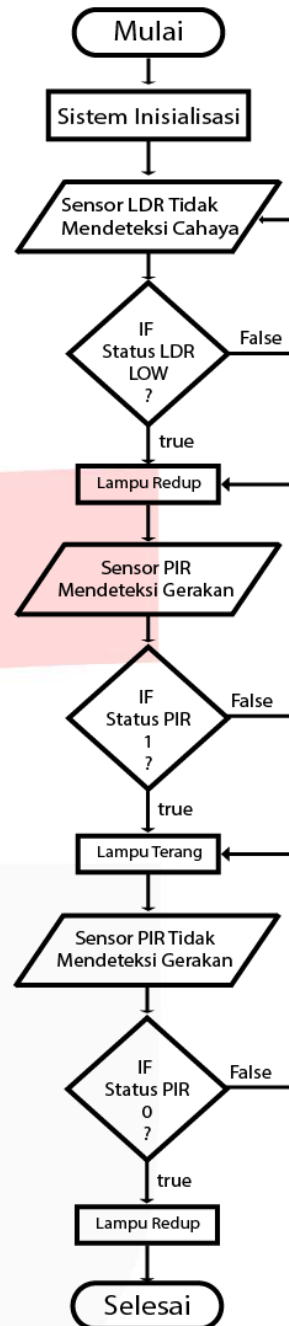 Mulai
Sistem Inisialisasi
Sensor LDR Tidak
Mendeteksi Cahaya
IF
Status LDR
LOW
?
False
true
Lampu Redup
Sensor PIR
Mendeteksi Gerakan
IF
Status PIR
1
?
False
true
Lampu Terang
Sensor PIR Tidak
Mendeteksi Gerakan
IF
Status PIR
0
?
False
true
Lampu Redup
Selesai